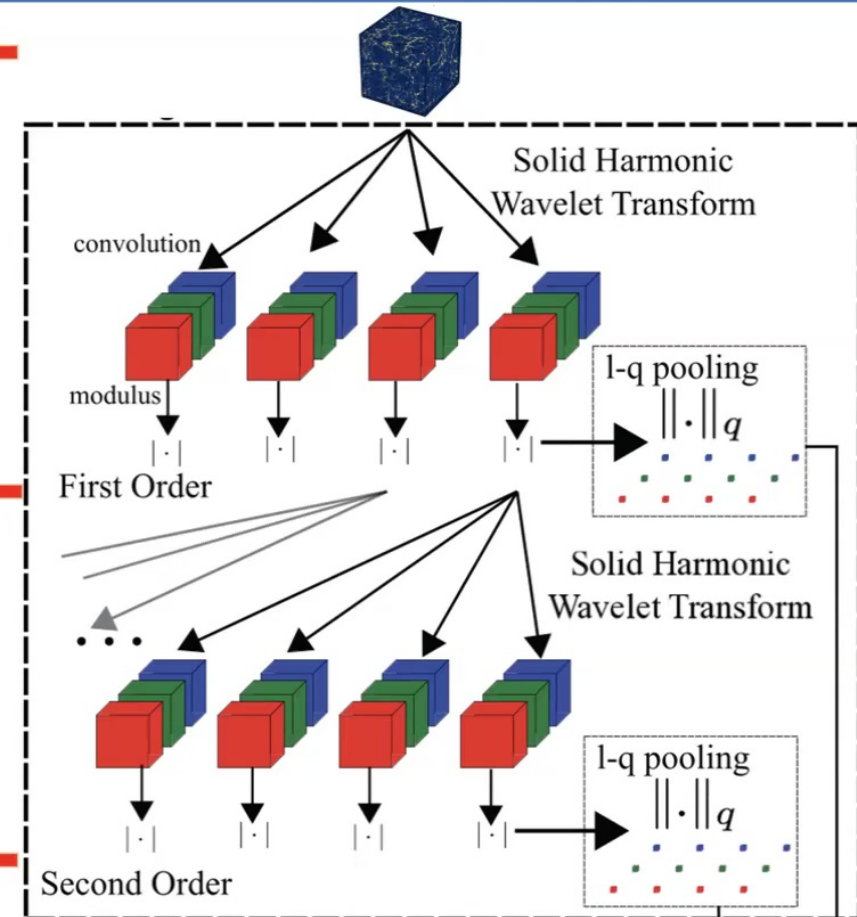 Solid Harmonic
Wavelet Transform
convolution
l-q pooling
modulus
||·||q
|·| |·| |·| |·|
First Order
Solid Harmonic
Wavelet Transform
• • •
l-q pooling
||·||q
|·| |·| |·| |·|
Second Order